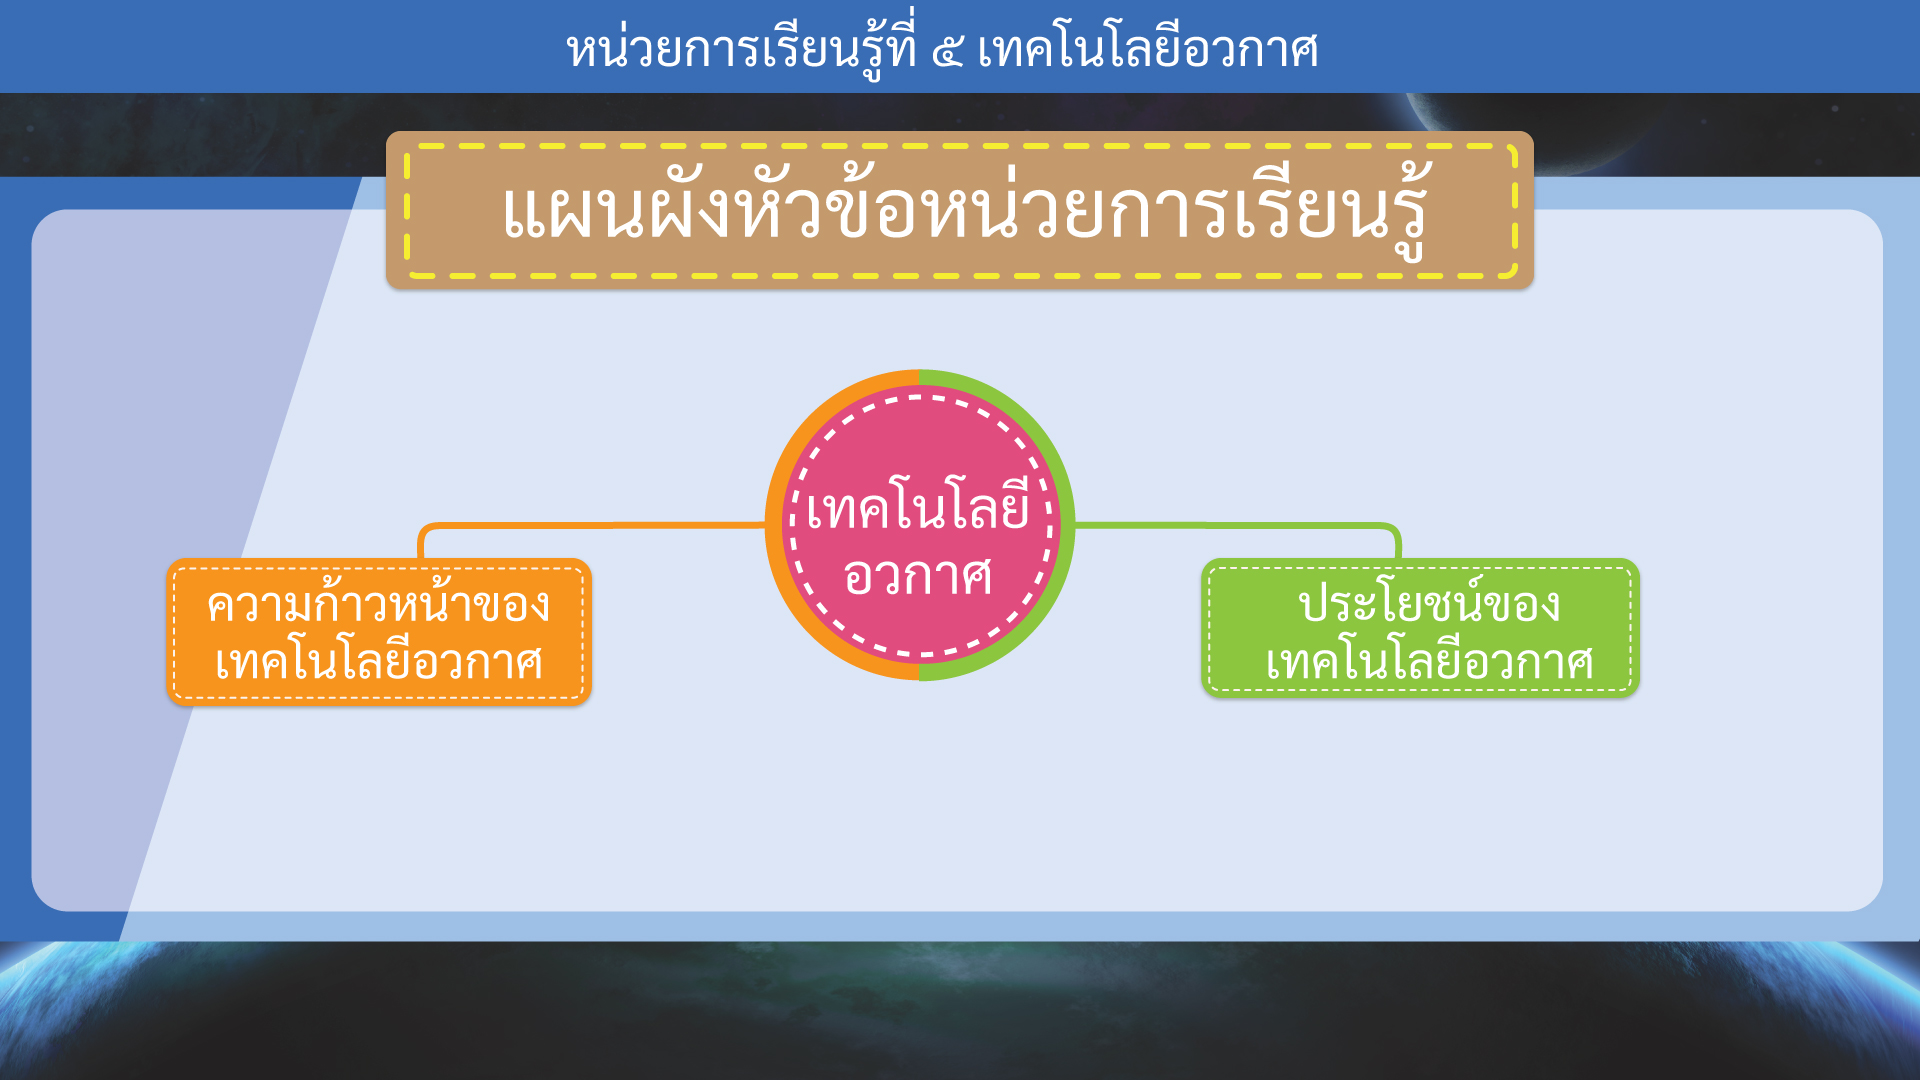 หน่วยการเรียนรู้ที่ ๕ เทคโนโลยีอวกาศ
แผนผังหัวข้อหน่วยการเรียนรู้
เทคโนโลยี
อวกาศ
ความก้าวหน้าของ
เทคโนโลยีอวกาศ
ประโยชน์ของ
เทคโนโลยีอวกาศ